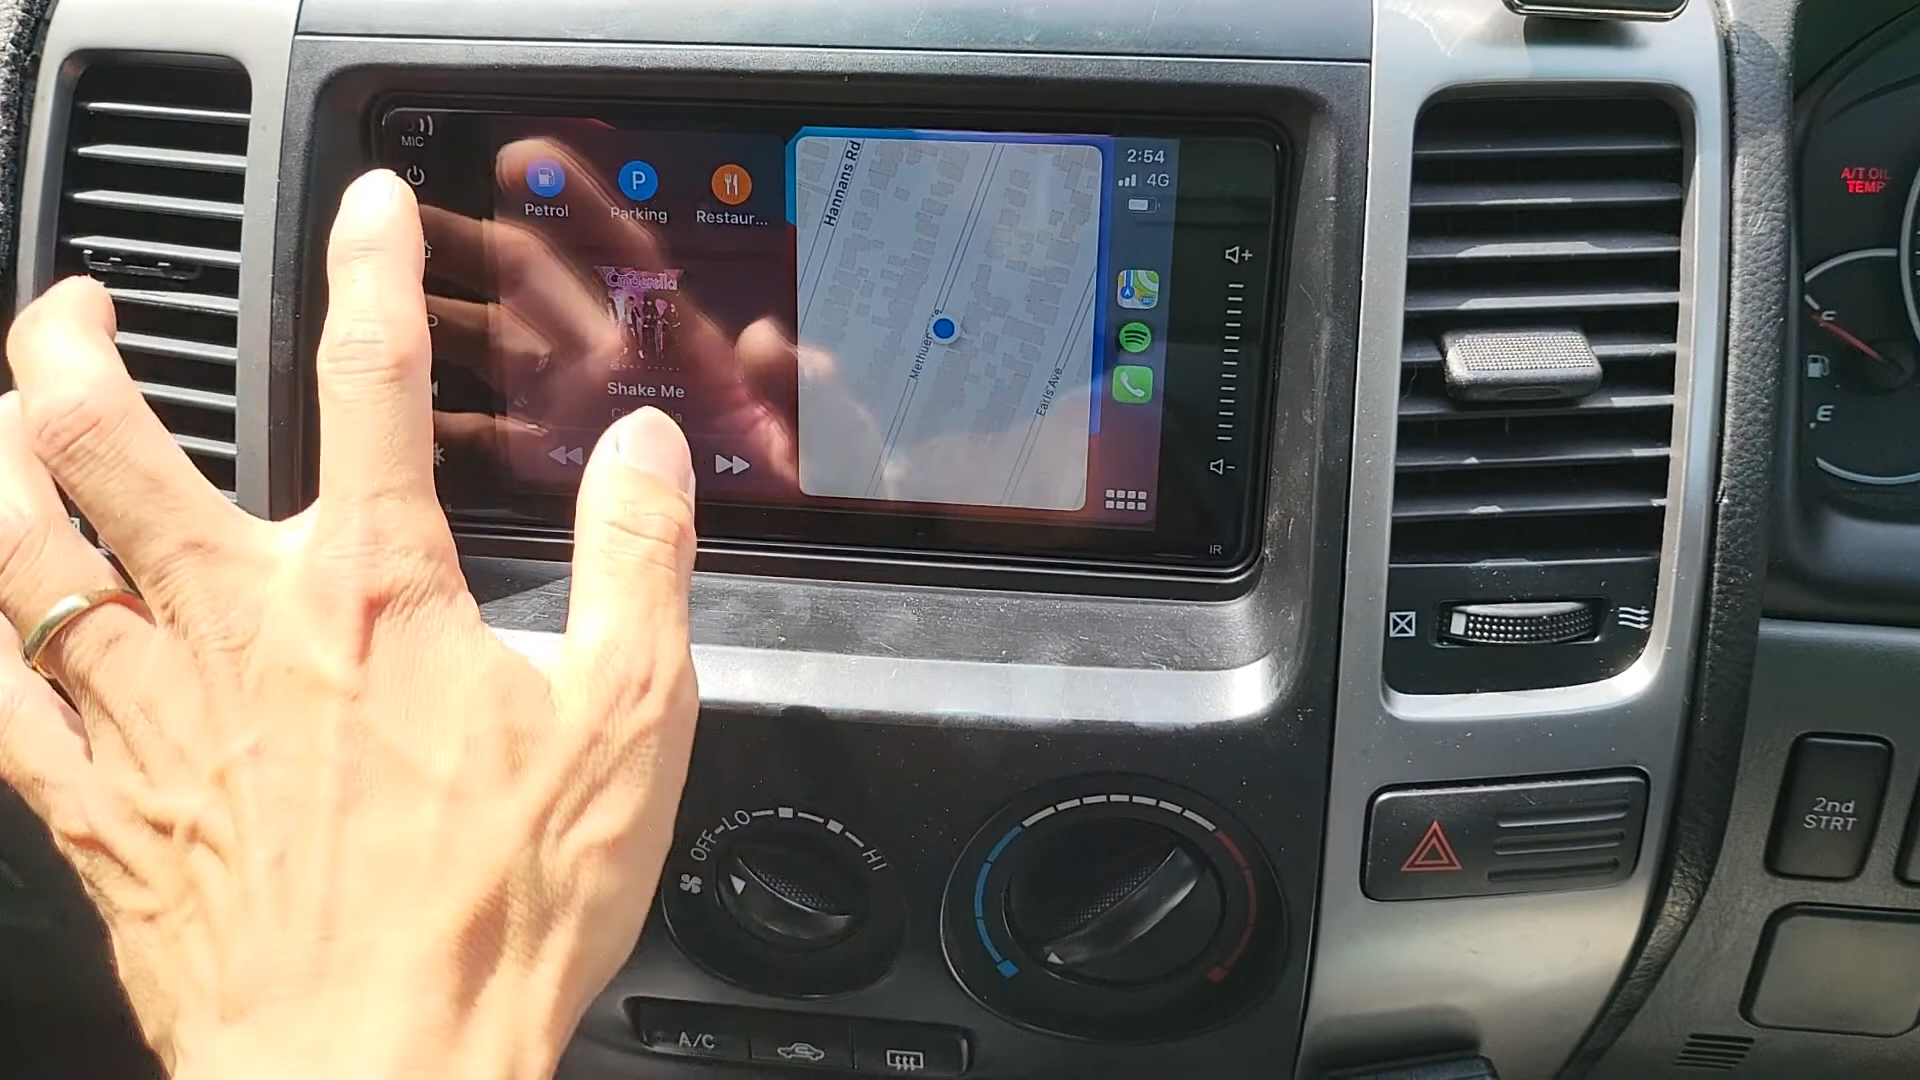 MIC
Petrol
P
Parking
Restaur...
Cinderella
Shake Me
Hannans Rd
Earls Ave
2:54
4G
IR
A/T OIL
TEMP
F
E
2nd
STRT
OFF LO
HI
A/C